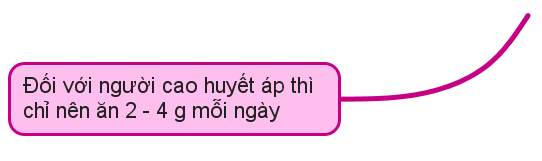 Đối với người cao huyết áp thì
chỉ nên ăn 2 - 4 g mỗi ngày